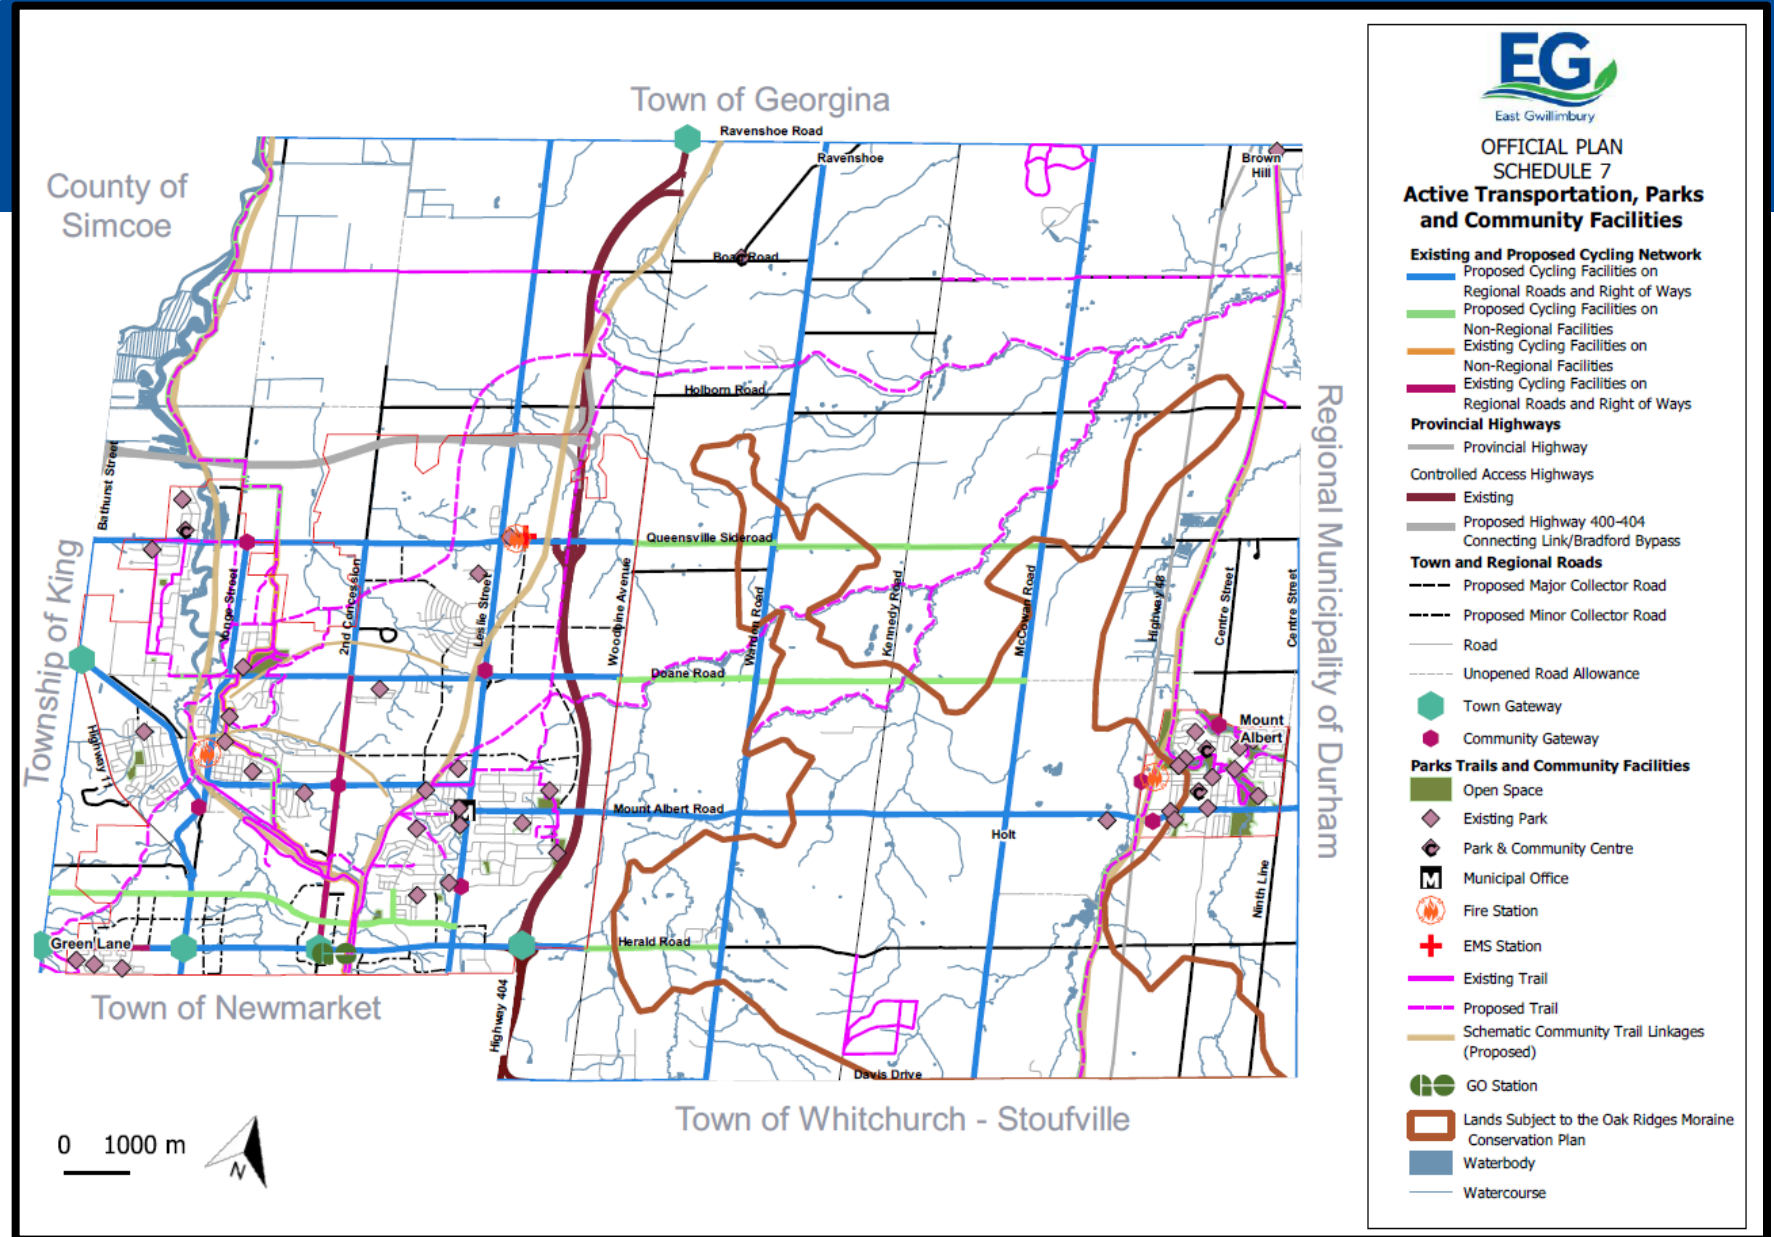 Town of Georgina
Ravenshoe Road
Ravenshoe
Brown
Hill
County of
Simcoe
Boag Road
Holborn Road
Bathurst Street
Queensville Sideroad
Township of King
Yonge Street
2nd Concession
Leslie Street
Woodbine Avenue
Warden Road
Kennedy Road
McCowan Road
Highway 48
Centre Street
Centre Street
Regional Municipality of Durham
Doane Road
Highway 11
Mount
Albert
Mount Albert Road
Holt
Ninth Line
Green Lane
Herald Road
Highway 404
Town of Newmarket
Davis Drive
Town of Whitchurch - Stoufville
0 1000 m
N
EG
East Gwillimbury
OFFICIAL PLAN
SCHEDULE 7
Active Transportation, Parks
and Community Facilities
Existing and Proposed Cycling Network
Proposed Cycling Facilities on
Regional Roads and Right of Ways
Proposed Cycling Facilities on
Non-Regional Facilities
Existing Cycling Facilities on
Non-Regional Facilities
Existing Cycling Facilities on
Regional Roads and Right of Ways
Provincial Highways
Provincial Highway
Controlled Access Highways
Existing
Proposed Highway 400-404
Connecting Link/Bradford Bypass
Town and Regional Roads
Proposed Major Collector Road
Proposed Minor Collector Road
Road
Unopened Road Allowance
Town Gateway
Community Gateway
Parks Trails and Community Facilities
Open Space
Existing Park
C Park & Community Centre
M Municipal Office
Fire Station
EMS Station
Existing Trail
Proposed Trail
Schematic Community Trail Linkages
(Proposed)
GO GO Station
Lands Subject to the Oak Ridges Moraine
Conservation Plan
Waterbody
Watercourse